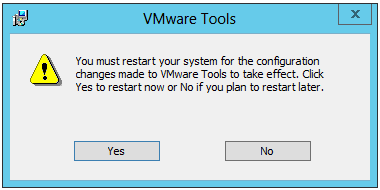 VMware Tools
x
You must restart your system for the configuration
changes made to VMware Tools to take effect. Click
Yes to restart now or No if you plan to restart later.
Yes
No